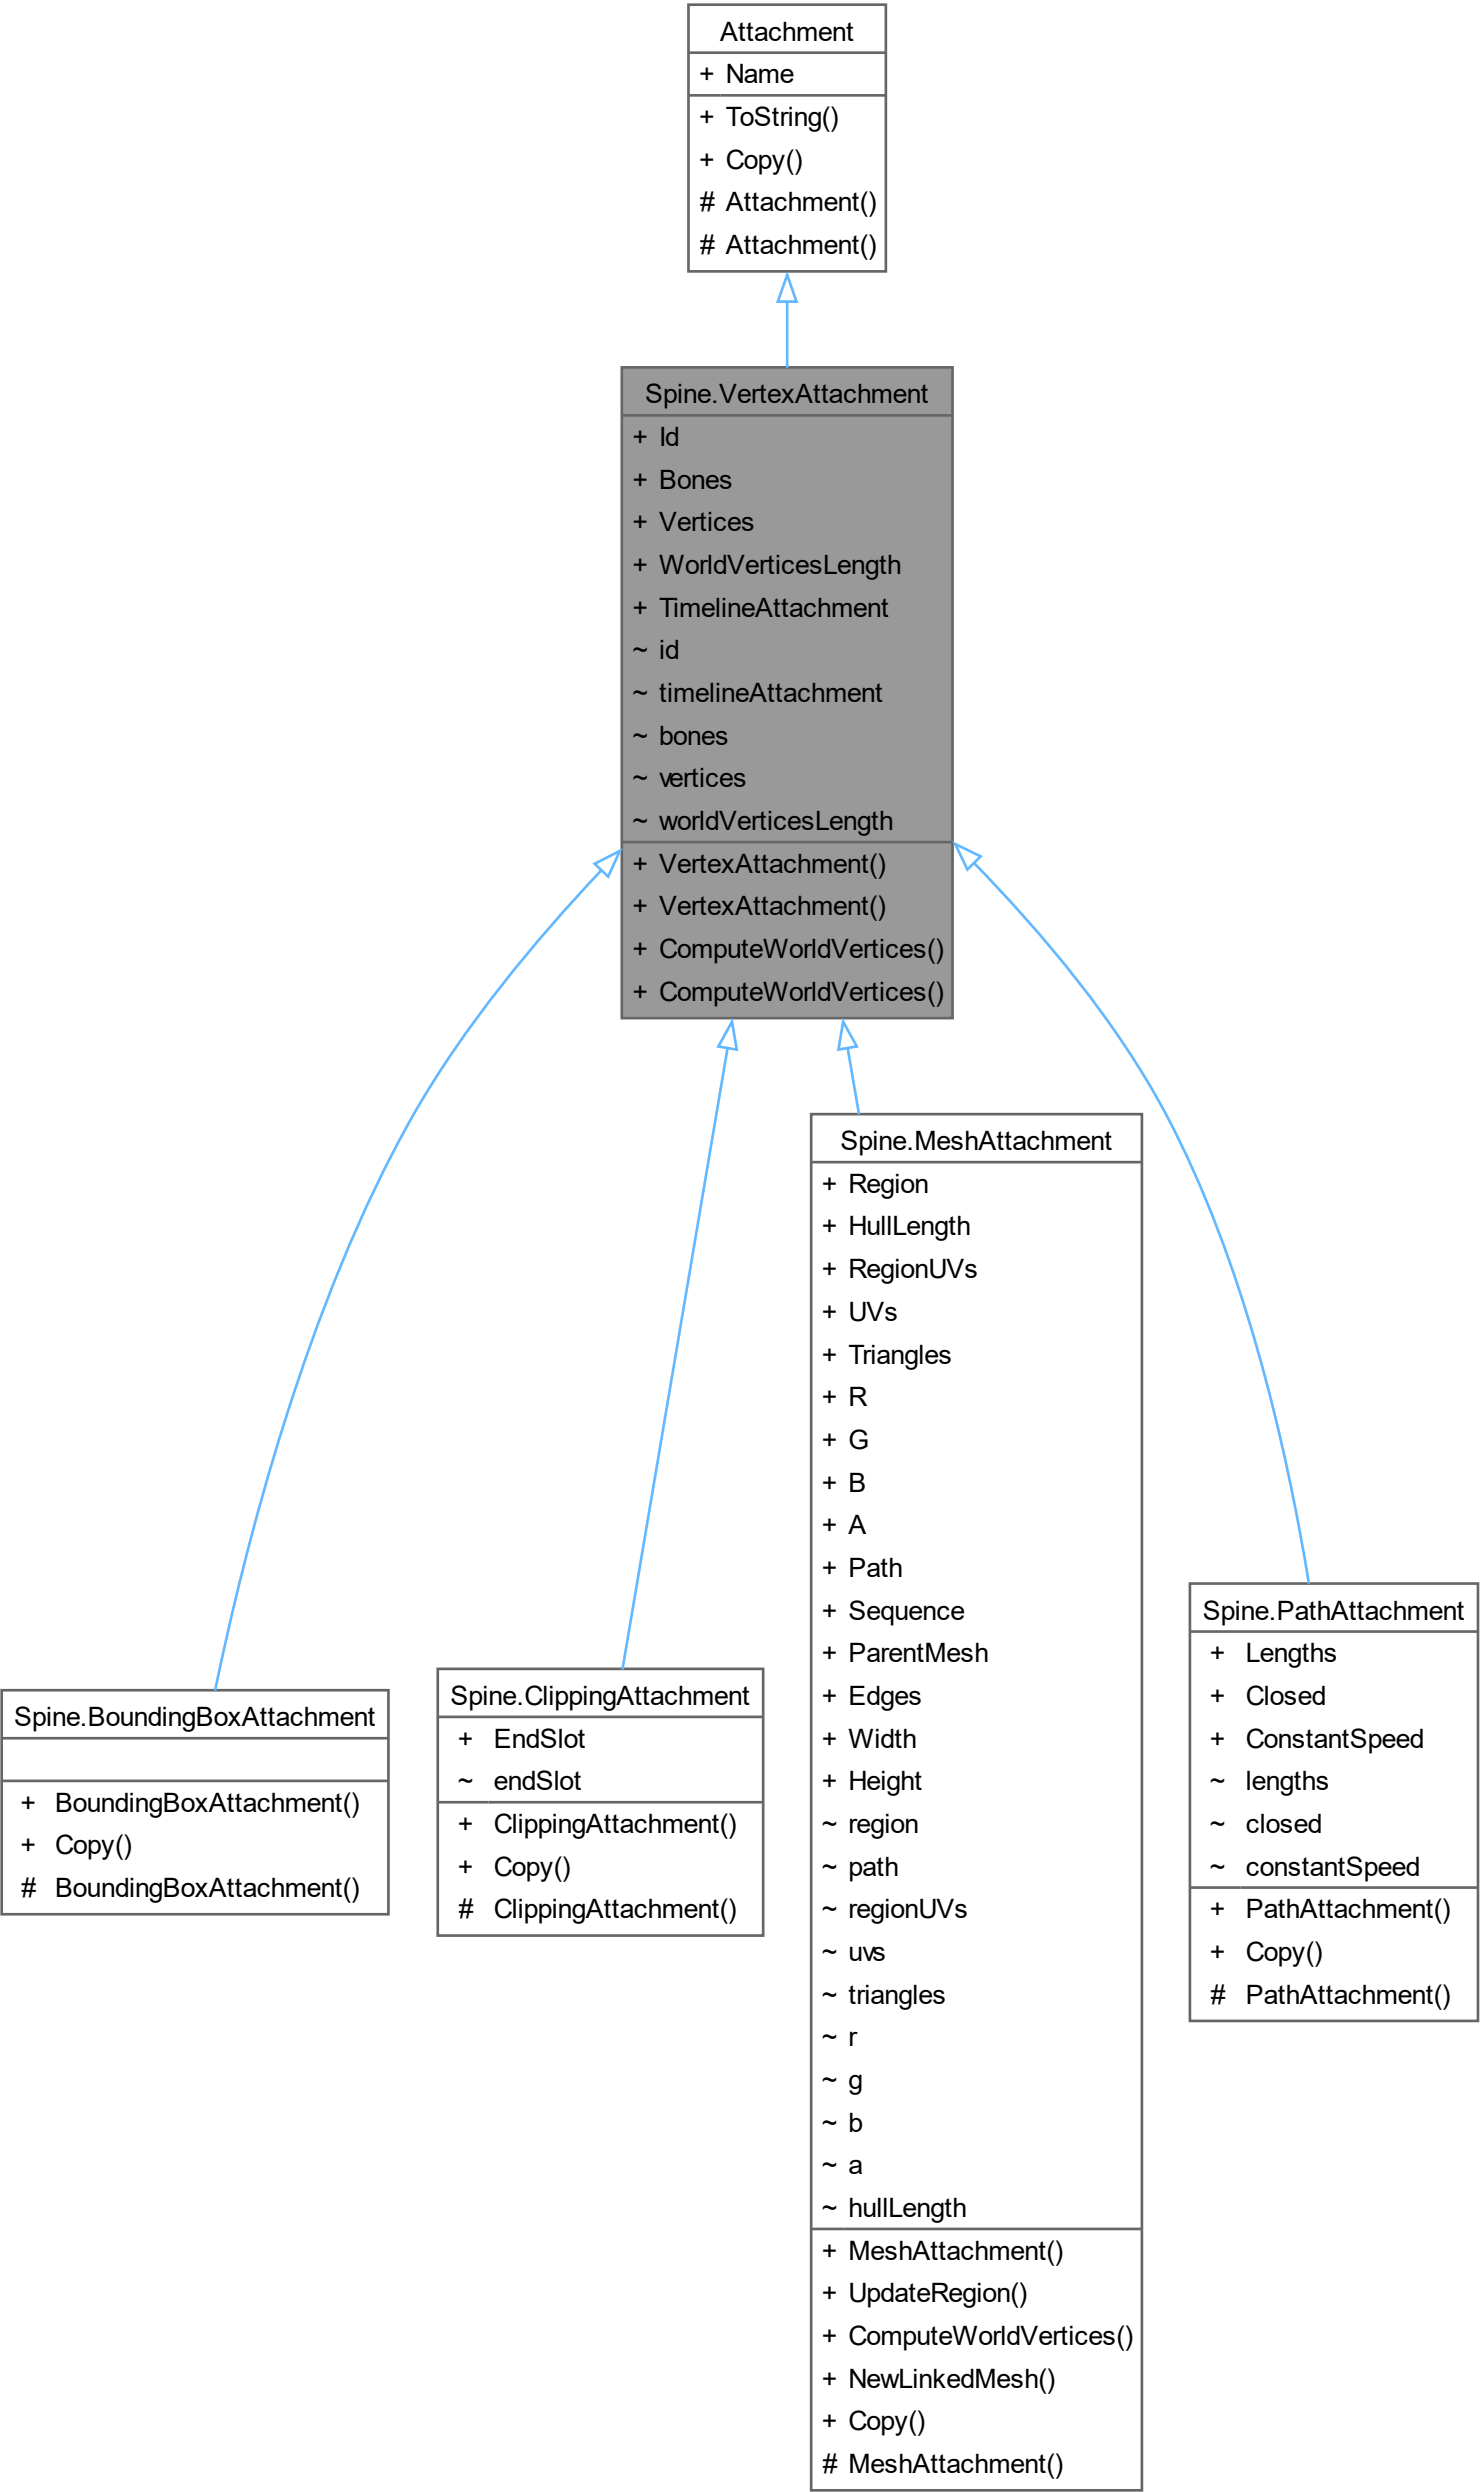 Attachment
+ Name
+ ToString()
+ Copy()
# Attachment()
# Attachment()
Spine.VertexAttachment
+ Id
+ Bones
+ Vertices
+ WorldVerticesLength
+ TimelineAttachment
~ id
~ timelineAttachment
~ bones
~ vertices
~ worldVerticesLength
+ VertexAttachment()
+ VertexAttachment()
+ ComputeWorldVertices()
+ ComputeWorldVertices()
Spine.BoundingBoxAttachment
+ BoundingBoxAttachment()
+ Copy()
# BoundingBoxAttachment()
Spine.ClippingAttachment
+ EndSlot
~ endSlot
+ ClippingAttachment()
+ Copy()
# ClippingAttachment()
Spine.MeshAttachment
+ Region
+ HullLength
+ RegionUVs
+ UVs
+ Triangles
+ R
+ G
+ B
+ A
+ Path
+ Sequence
+ ParentMesh
+ Edges
+ Width
+ Height
~ region
~ path
~ regionUVs
~ uvs
~ triangles
~ r
~ g
~ b
~ a
~ hullLength
+ MeshAttachment()
+ UpdateRegion()
+ ComputeWorldVertices()
+ NewLinkedMesh()
+ Copy()
# MeshAttachment()
Spine.PathAttachment
+ Lengths
+ Closed
+ ConstantSpeed
~ lengths
~ closed
~ constantSpeed
+ PathAttachment()
+ Copy()
# PathAttachment()